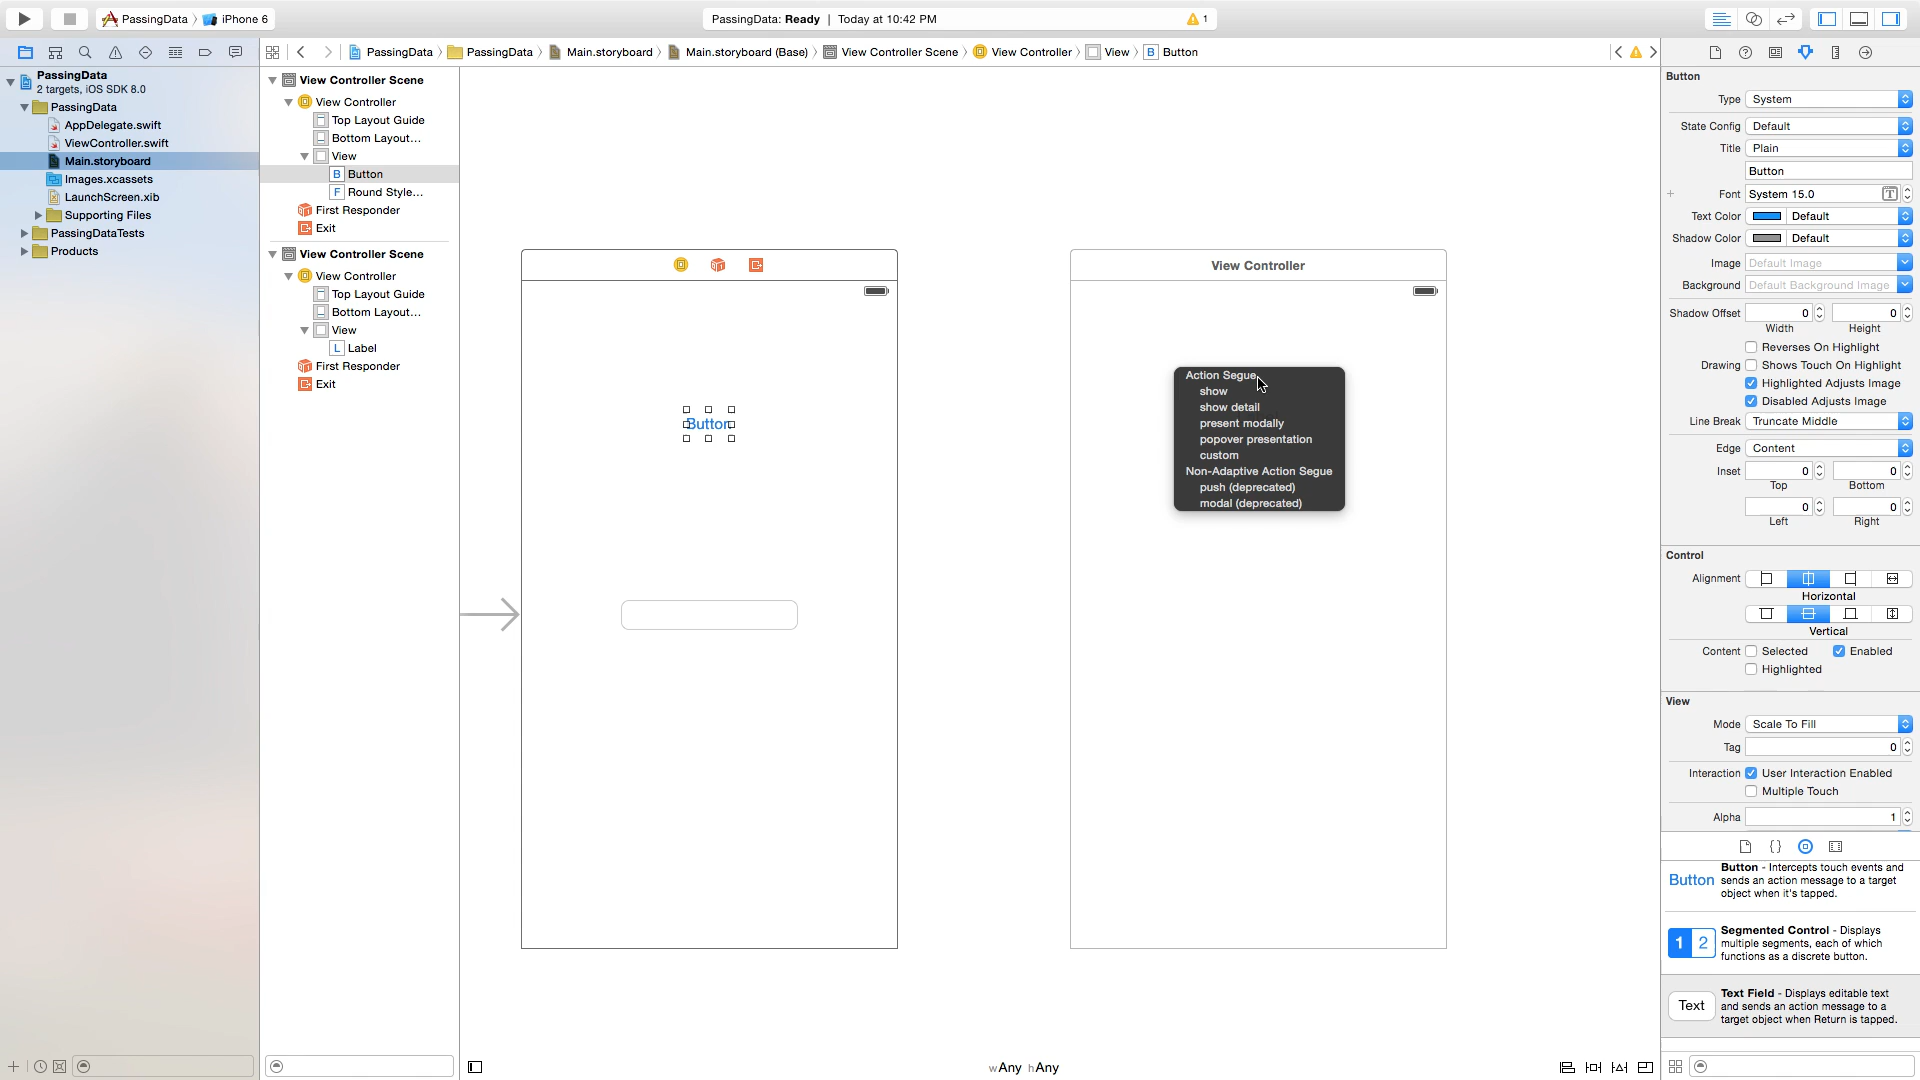 PassingData
iPhone 6
PassingData: Ready | Today at 10:42 PM
1
PassingData
PassingData
Main.storyboard
Main.storyboard (Base)
View Controller Scene
View Controller
View
B Button
PassingData
2 targets, iOS SDK 8.0
PassingData
AppDelegate.swift
ViewController.swift
Main.storyboard
Images.xcassets
LaunchScreen.xib
Supporting Files
PassingDataTests
Products
View Controller Scene
View Controller
Top Layout Guide
Bottom Layout...
View
B Button
F Round Style...
First Responder
Exit
View Controller Scene
View Controller
Top Layout Guide
Bottom Layout...
View
L Label
First Responder
Exit
Button
View Controller
Action Segue
show
show detail
present modally
popover presentation
custom
Non-Adaptive Action Segue
push (deprecated)
modal (deprecated)
wAny hAny
Button
Type System
State Config Default
Title Plain
Button
Font System 15.0 T
Text Color Default
Shadow Color Default
Image Default Image
Background Default Background Image
Shadow Offset 0 0
Width Height
Reverses On Highlight
Drawing Shows Touch On Highlight
Highlighted Adjusts Image
Disabled Adjusts Image
Line Break Truncate Middle
Edge Content
Inset 0 0
Top Bottom
0 0
Left Right
Control
Alignment
Horizontal
Vertical
Content Selected Enabled
Highlighted
View
Mode Scale To Fill
Tag 0
Interaction User Interaction Enabled
Multiple Touch
Alpha 1
Button
Button - Intercepts touch events and
sends an action message to a target
object when it's tapped.
1 2
Segmented Control - Displays
multiple segments, each of which
functions as a discrete button.
Text
Text Field - Displays editable text
and sends an action message to a
target object when Return is tapped.